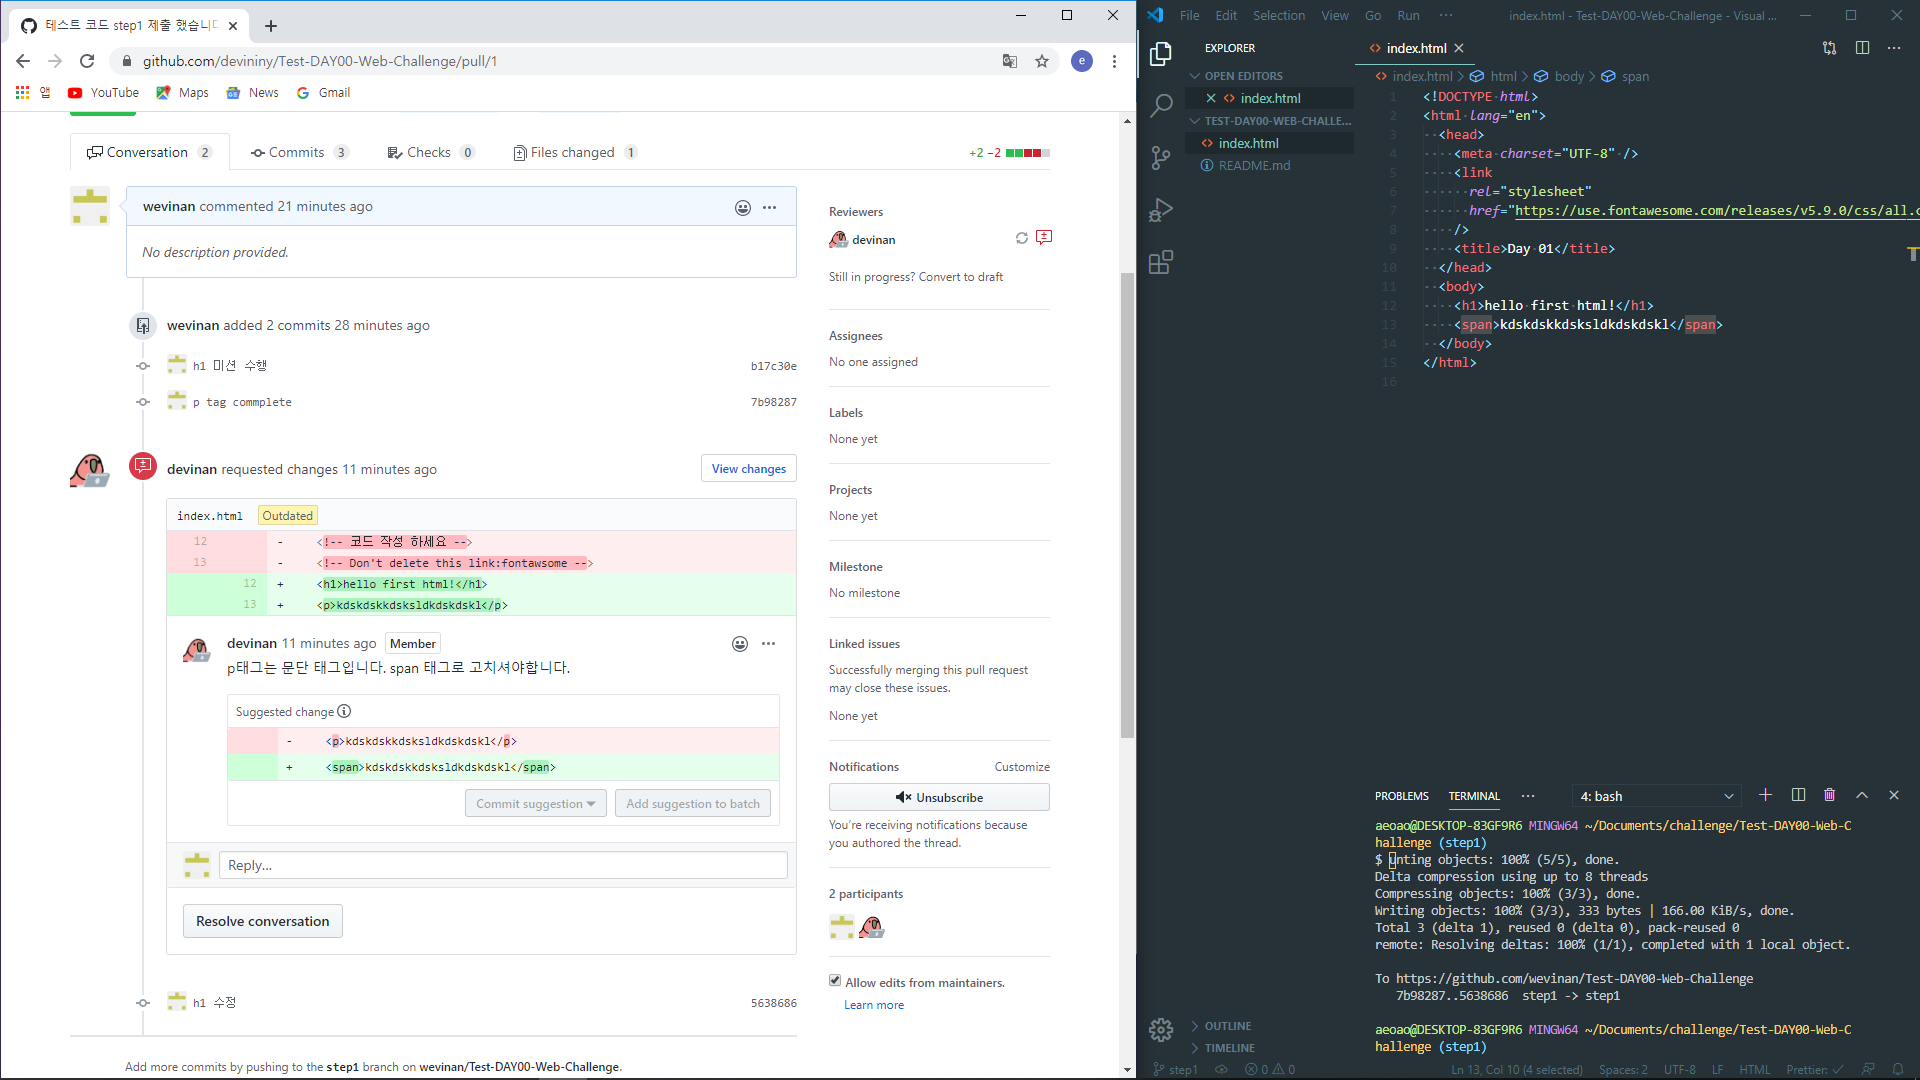 테스트 코드 step1 제출 했습니다
github.com/devininy/Test-DAY00-Web-Challenge/pull/1
e
앱 YouTube Maps News Gmail
Conversation 2 Commits 3 Checks 0 Files changed 1 +2 −2
wevinan commented 21 minutes ago
No description provided.
wevinan added 2 commits 28 minutes ago
h1 미션 수행 b17c30e
p tag commplete 7b98287
devinan requested changes 11 minutes ago View changes
index.html Outdated
12 - <!-- 코드 작성 하세요 -->
13 - <!-- Don't delete this link:fontawsome -->
12 + <h1>hello first html!</h1>
13 + <p>kdskdskkdsksldkdskdskl</p>
devinan 11 minutes ago Member
p태그는 문단 태그입니다. span 태그로 고치셔야합니다.
Suggested change
- <p>kdskdskkdsksldkdskdskl</p>
+ <span>kdskdskkdsksldkdskdskl</span>
Commit suggestion Add suggestion to batch
Reply...
Resolve conversation
h1 수정 5638686
Add more commits by pushing to the step1 branch on wevinan/Test-DAY00-Web-Challenge.
Reviewers
devinan
Still in progress? Convert to draft
Assignees
No one assigned
Labels
None yet
Projects
None yet
Milestone
No milestone
Linked issues
Successfully merging this pull request
may close these issues.
None yet
Notifications Customize
Unsubscribe
You're receiving notifications because
you authored the thread.
2 participants
Allow edits from maintainers.
Learn more
File Edit Selection View Go Run ··· index.html - Test-DAY00-Web-Challenge - Visual ...
EXPLORER
OPEN EDITORS
index.html
TEST-DAY00-WEB-CHALLE...
index.html
README.md
OUTLINE
TIMELINE
index.html
index.html > html > body > span
1 <!DOCTYPE html>
2 <html lang="en">
3 <head>
4 <meta charset="UTF-8" />
5 <link
6 rel="stylesheet"
7 href="https://use.fontawesome.com/releases/v5.9.0/css/all.c
8 />
9 <title>Day 01</title>
10 </head>
11 <body>
12 <h1>hello first html!</h1>
13 <span>kdskdskkdsksldkdskdskl</span>
14 </body>
15 </html>
16
PROBLEMS TERMINAL ··· 4: bash
aeoao@DESKTOP-83GF9R6 MINGW64 ~/Documents/challenge/Test-DAY00-Web-C
hallenge (step1)
$ unting objects: 100% (5/5), done.
Delta compression using up to 8 threads
Compressing objects: 100% (3/3), done.
Writing objects: 100% (3/3), 333 bytes | 166.00 KiB/s, done.
Total 3 (delta 1), reused 0 (delta 0), pack-reused 0
remote: Resolving deltas: 100% (1/1), completed with 1 local object.
To https://github.com/wevinan/Test-DAY00-Web-Challenge
7b98287..5638686 step1 -> step1
aeoao@DESKTOP-83GF9R6 MINGW64 ~/Documents/challenge/Test-DAY00-Web-C
hallenge (step1)
step1 0 0 Ln 13, Col 10 (4 selected) Spaces: 2 UTF-8 LF HTML Prettier: ✓